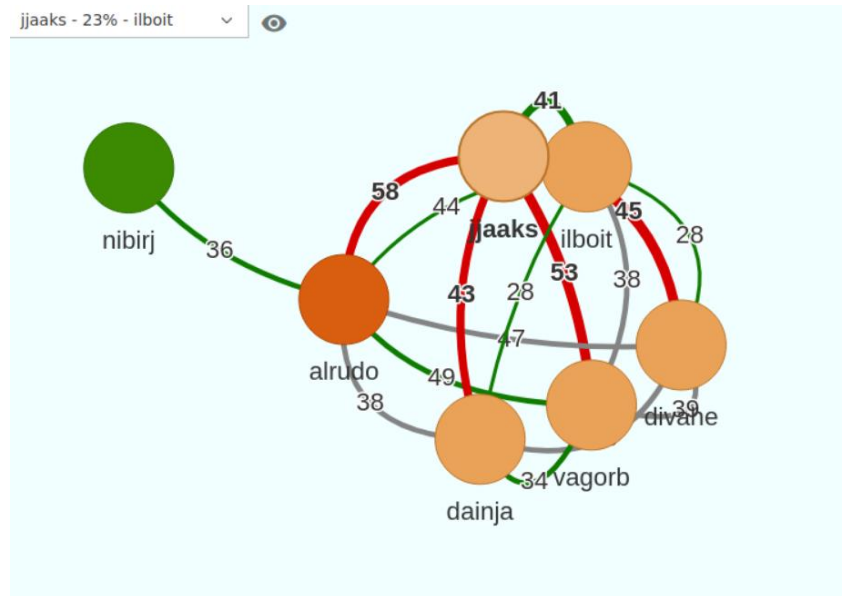 jjaaks - 23% - ilboit
41
58
44
jjaaks
45
ilboit
28
nibirj
36
53
38
43
28
47
alrudo
49
38
39
divahe
34
vagorb
dainja